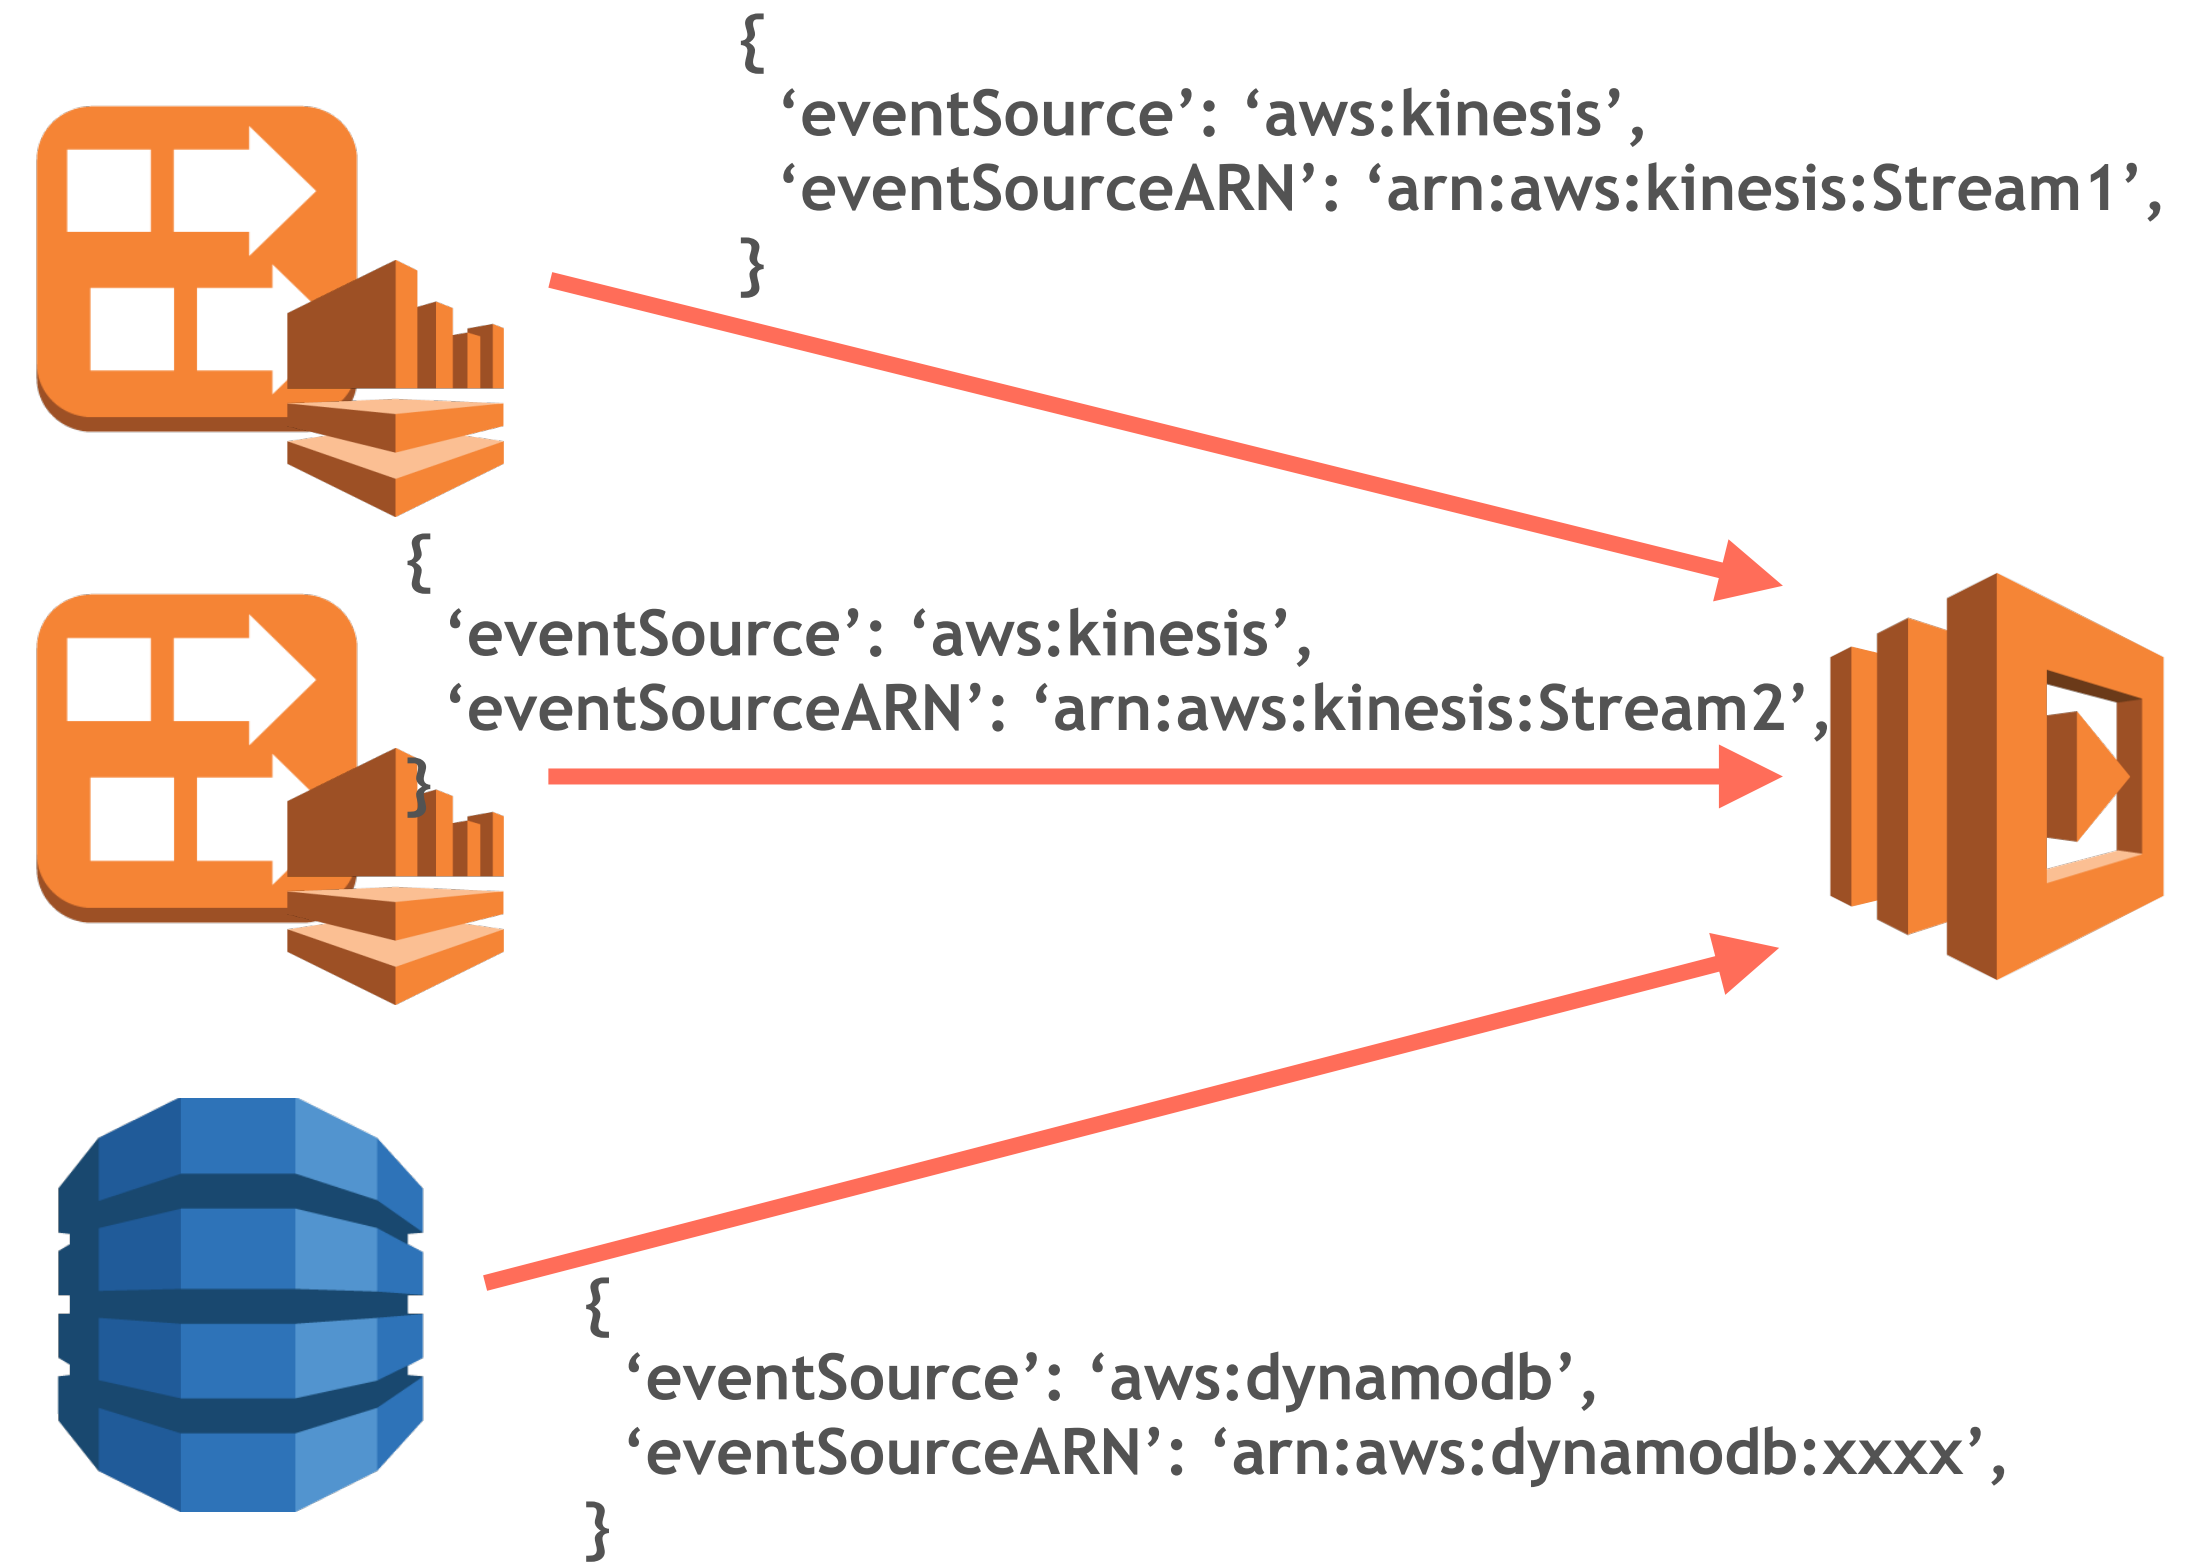 {
‘eventSource’: ‘aws:kinesis’,
‘eventSourceARN’: ‘arn:aws:kinesis:Stream1’,
}
{
‘eventSource’: ‘aws:kinesis’,
‘eventSourceARN’: ‘arn:aws:kinesis:Stream2’,
}
{
‘eventSource’: ‘aws:dynamodb’,
‘eventSourceARN’: ‘arn:aws:dynamodb:xxxx’,
}